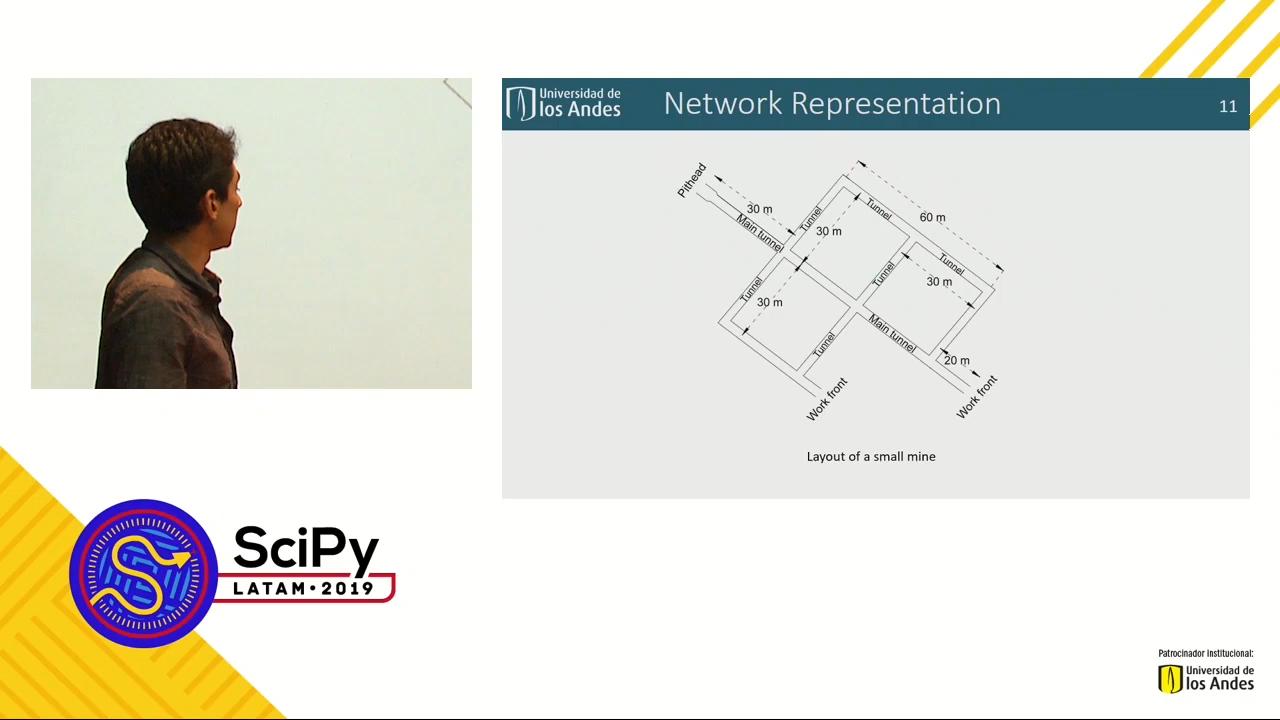 Universidad de
los Andes
Network Representation
11
Pithead
30 m
Main tunnel
Tunnel
30 m
Tunnel
60 m
Tunnel
30 m
Tunnel
Tunnel
30 m
Main tunnel
Tunnel
20 m
Work front
Work front
Layout of a small mine
SciPy
LATAM•2019
Patrocinador Institucional:
Universidad de
los Andes